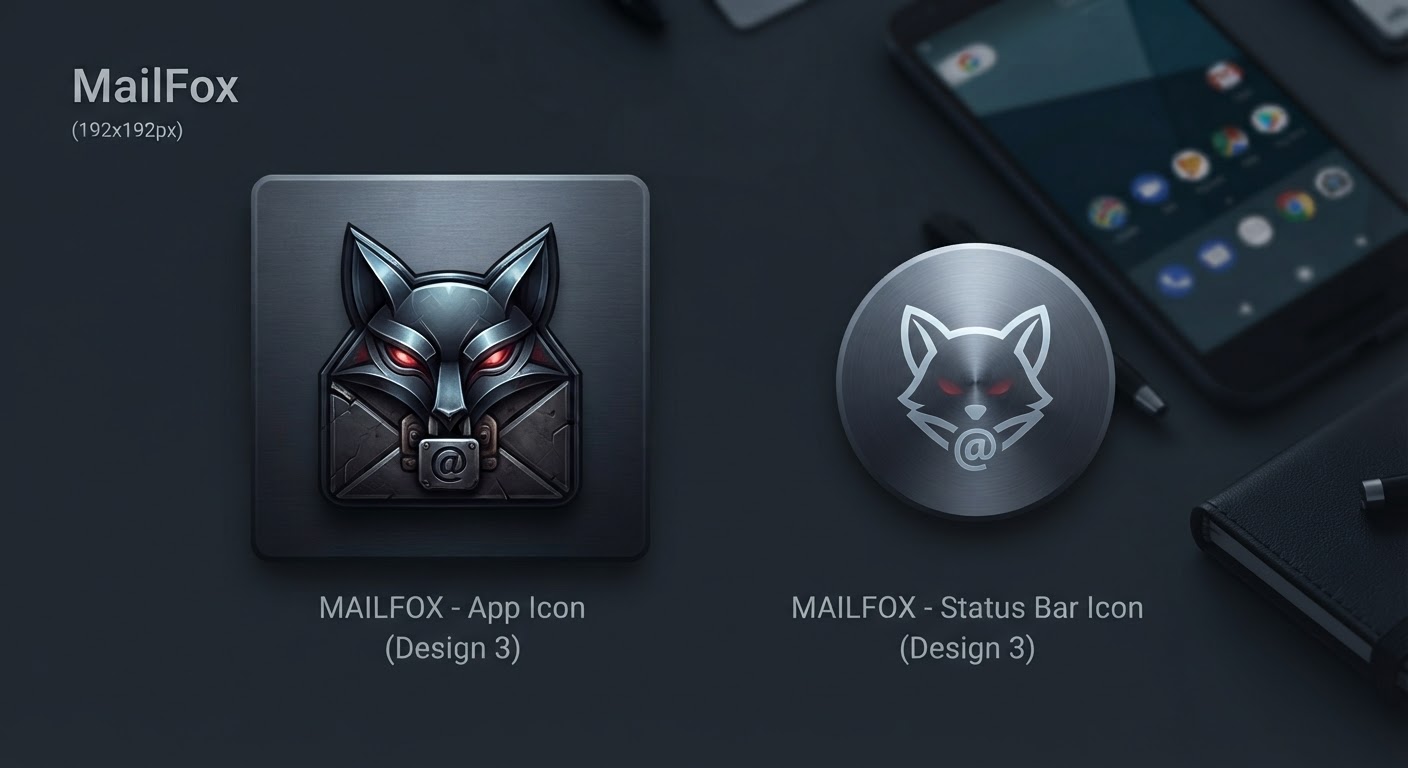 MailFox
(192x192px)
@
@
MAILFOX - App Icon
(Design 3)
MAILFOX - Status Bar Icon
(Design 3)